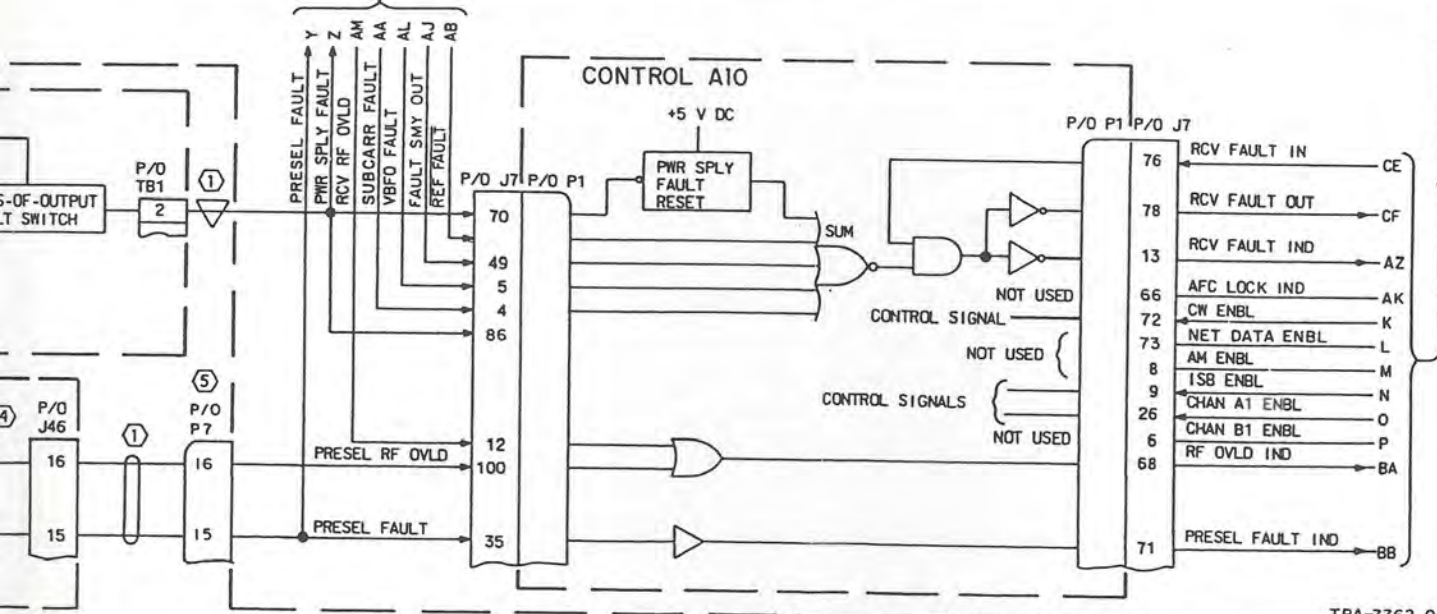 Y
Z
AM
AA
AL
AJ
AB
PRESEL FAULT
PWR SPLY FAULT
RCV RF OVLD
SUBCARR FAULT
VBFO FAULT
FAULT SMY OUT
REF FAULT
CONTROL A10
+5 V DC
PWR SPLY
FAULT
RESET
P/O J7 P/O P1
70
49
5
4
86
12
100
35
SUM
P/O
TB1
2
1
S-OF-OUTPUT
LT SWITCH
4
P/O
J46
16
15
1
5
P/O
P7
16
15
PRESEL RF OVLD
PRESEL FAULT
NOT USED
CONTROL SIGNAL
NOT USED
CONTROL SIGNALS
NOT USED
P/O P1 P/O J7
76 RCV FAULT IN CE
78 RCV FAULT OUT CF
13 RCV FAULT IND AZ
66 AFC LOCK IND AK
72 CW ENBL K
73 NET DATA ENBL L
8 AM ENBL M
9 ISB ENBL N
26 CHAN A1 ENBL O
6 CHAN B1 ENBL P
68 RF OVLD IND BA
71 PRESEL FAULT IND BB